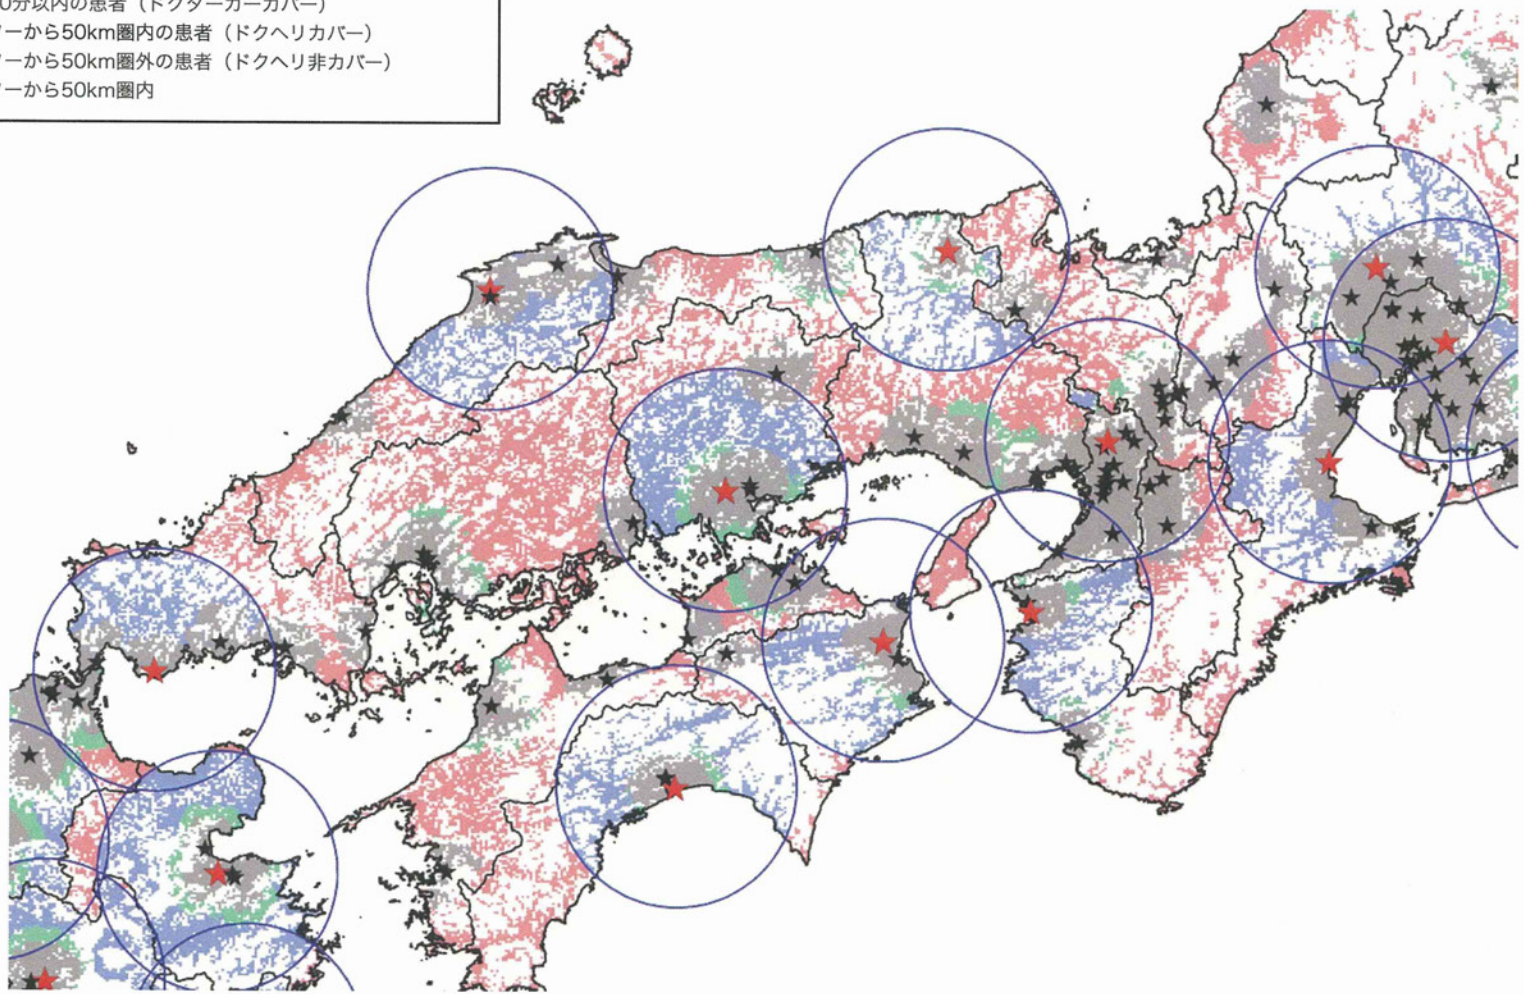 0分以内の患者（ドクターカーカバー）
ーから50km圏内の患者（ドクヘリカバー）
ーから50km圏外の患者（ドクヘリ非カバー）
ーから50km圏内